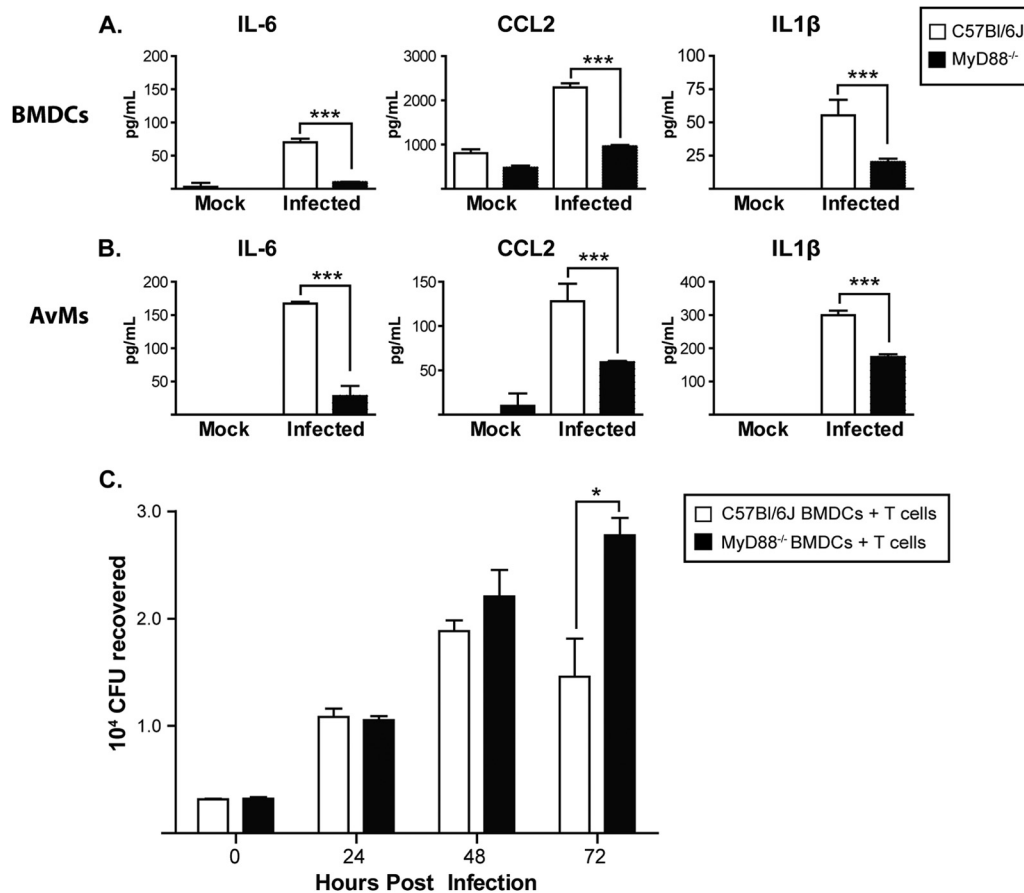 A.
IL-6
CCL2
IL1β
C57Bl/6J
MyD88-/-
BMDCs
pg/mL
200
150
100
50
Mock Infected
pg/mL
3000
2000
1000
Mock Infected
pg/mL
100
75
50
25
Mock Infected
***
***
***
B.
IL-6
CCL2
IL1β
AvMs
pg/mL
200
150
100
50
Mock Infected
pg/mL
150
100
50
Mock Infected
pg/mL
400
300
200
100
Mock Infected
***
***
***
C.
C57Bl/6J BMDCs + T cells
MyD88-/- BMDCs + T cells
10⁴ CFU recovered
3.0
2.0
1.0
*
0 24 48 72
Hours Post Infection